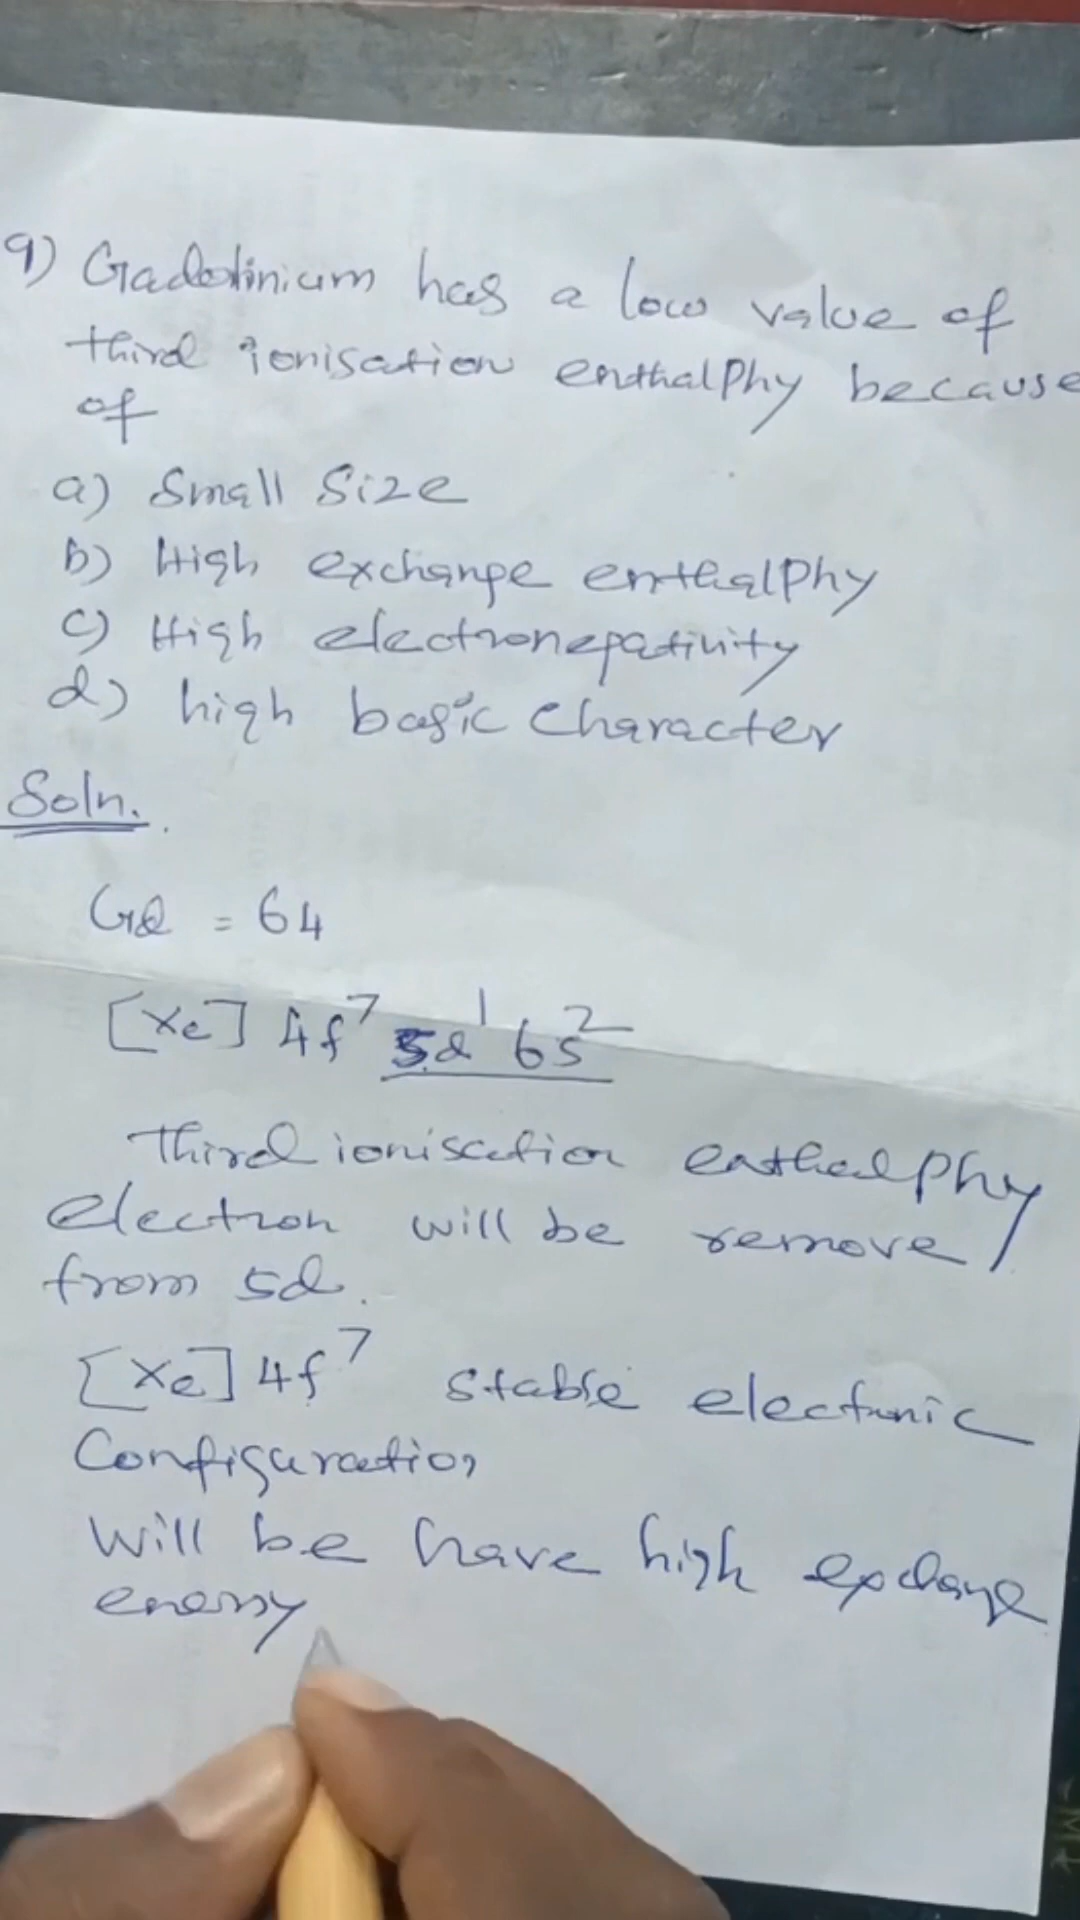 9) Gadolinium has a low value of
third ionisation enthalPhy because
of
a) Small Size
b) High exchange enthalPhy
c) High electronegativity
d) high basic Character
Soln.
Gd = 64
[Xe] 4f⁷ 5d¹ 6s²
Third ionisation enthalphy
electron will be remove
from 5d.
[Xe] 4f⁷ stable electronic
Configuration
Will be have high exchange
energy